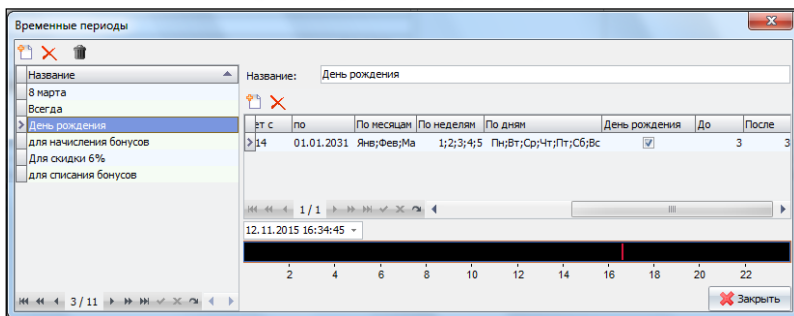 Временные периоды
Название
8 марта
Всегда
День рождения
для начисления бонусов
Для скидки 6%
для списания бонусов
3 / 11
Название: День рождения
ет с по По месяцам По неделям По дням День рождения До После
14 01.01.2031 Янв;Фев;Ма 1;2;3;4;5 Пн;Вт;Ср;Чт;Пт;Сб;Вс 3 3
1 / 1
12.11.2015 16:34:45
2 4 6 8 10 12 14 16 18 20 22
Закрыть